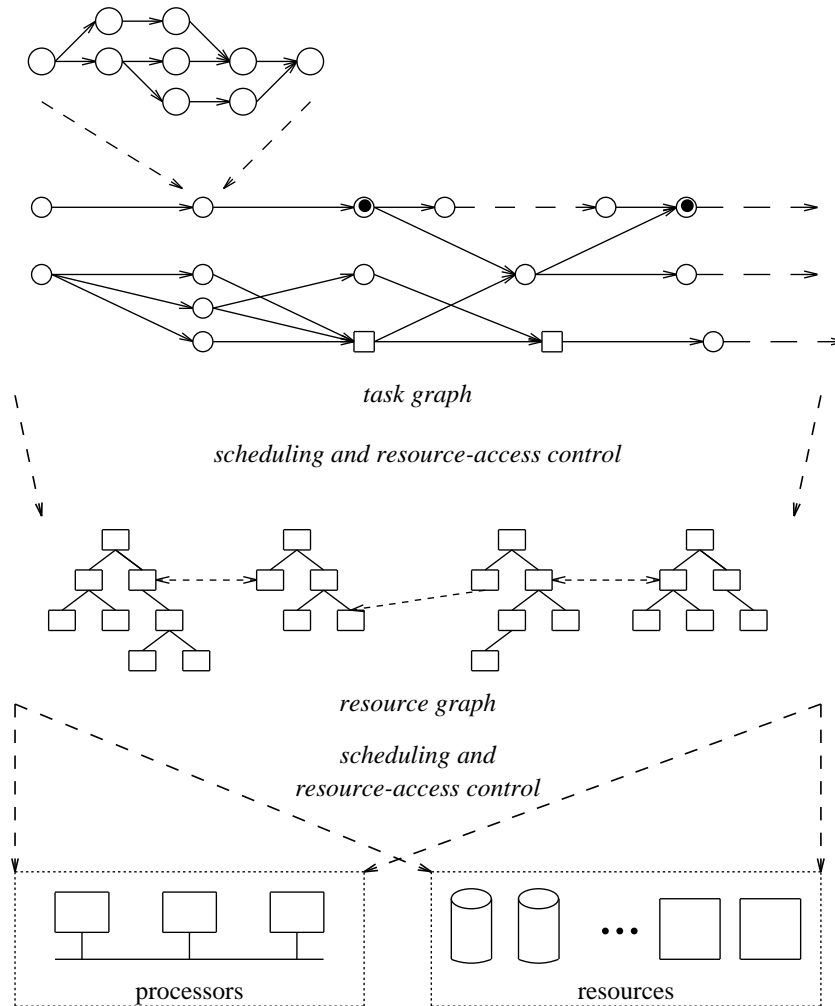 task graph
scheduling and resource-access control
resource graph
scheduling and
resource-access control
processors
resources